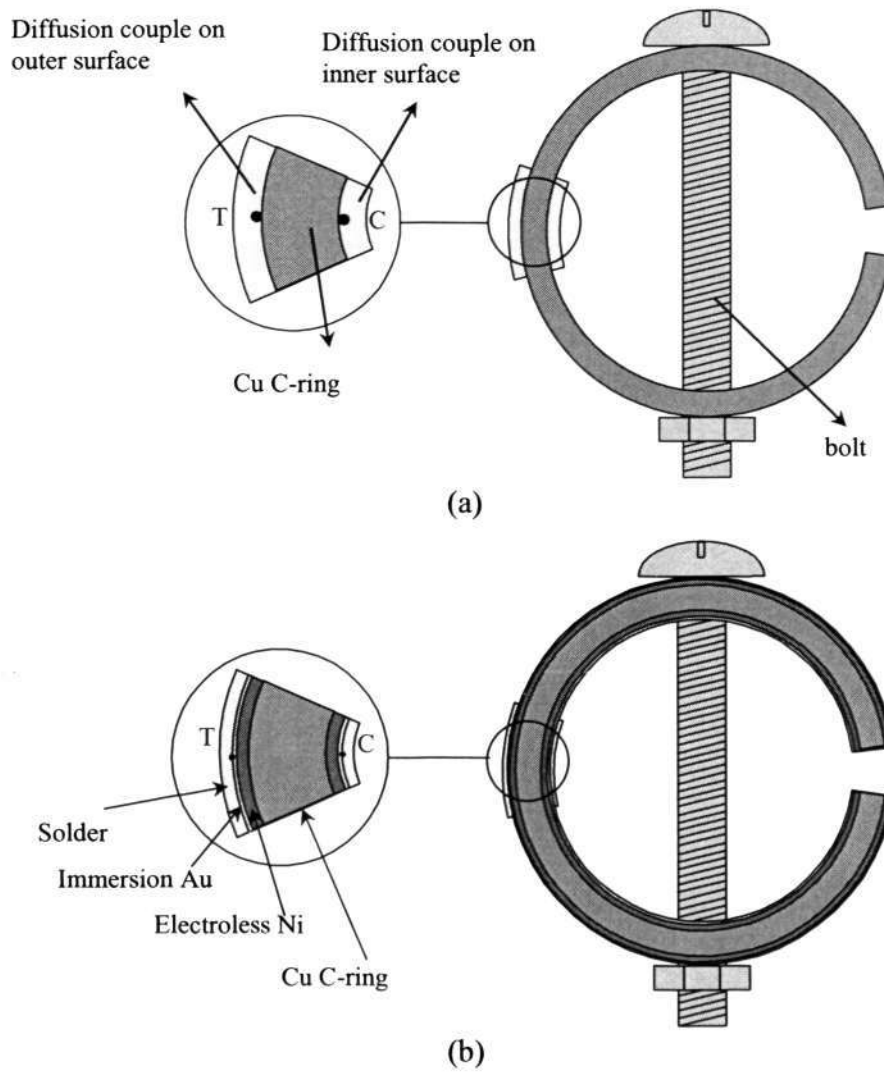 Diffusion couple on
outer surface
Diffusion couple on
inner surface
T
C
Cu C-ring
bolt
(a)
T
C
Solder
Immersion Au
Electroless Ni
Cu C-ring
(b)